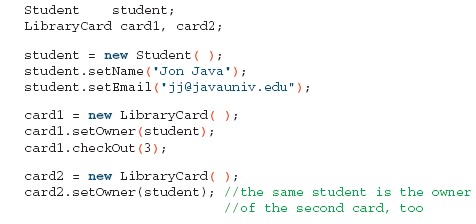 Student    student;
LibraryCard card1, card2;
student = new Student( );
student.setName("Jon Java");
student.setEmail("jj@javauniv.edu");
card1 = new LibraryCard( );
card1.setOwner(student);
card1.checkOut(3);
card2 = new LibraryCard( );
card2.setOwner(student); //the same student is the owner
//of the second card, too